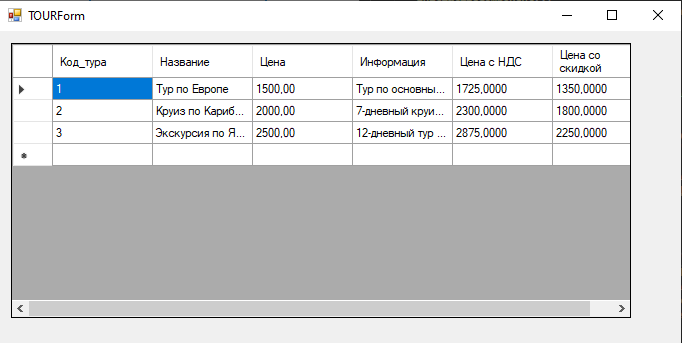 TOURForm
Код_тура Название Цена Информация Цена с НДС Цена со скидкой
1 Тур по Европе 1500,00 Тур по основны... 1725,0000 1350,0000
2 Круиз по Кариб... 2000,00 7-дневный круи... 2300,0000 1800,0000
3 Экскурсия по Я... 2500,00 12-дневный тур ... 2875,0000 2250,0000